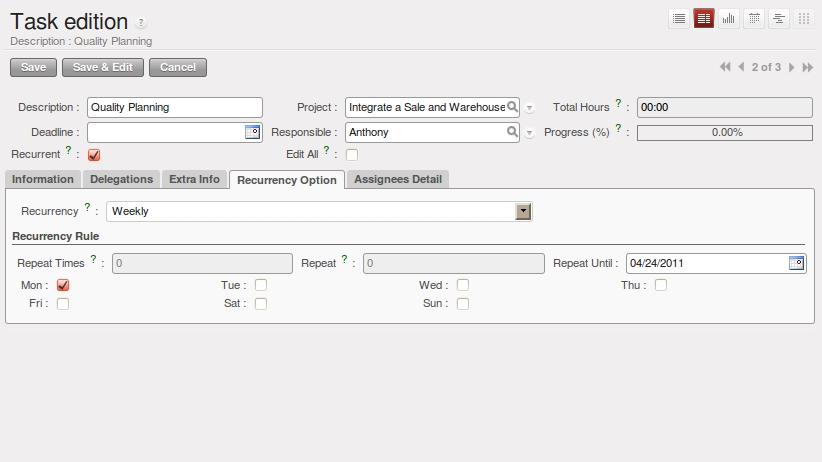 Task edition ?
Description : Quality Planning
Save Save & Edit Cancel 2 of 3
Description : Quality Planning Project : Integrate a Sale and Warehouse Total Hours ? : 00:00
Deadline : Responsible : Anthony Progress (%) ? : 0.00%
Recurrent ? : Edit All ? :
Information Delegations Extra Info Recurrency Option Assignees Detail
Recurrency ? : Weekly
Recurrency Rule
Repeat Times ? : 0 Repeat ? : 0 Repeat Until : 04/24/2011
Mon : Tue : Wed : Thu :
Fri : Sat : Sun :